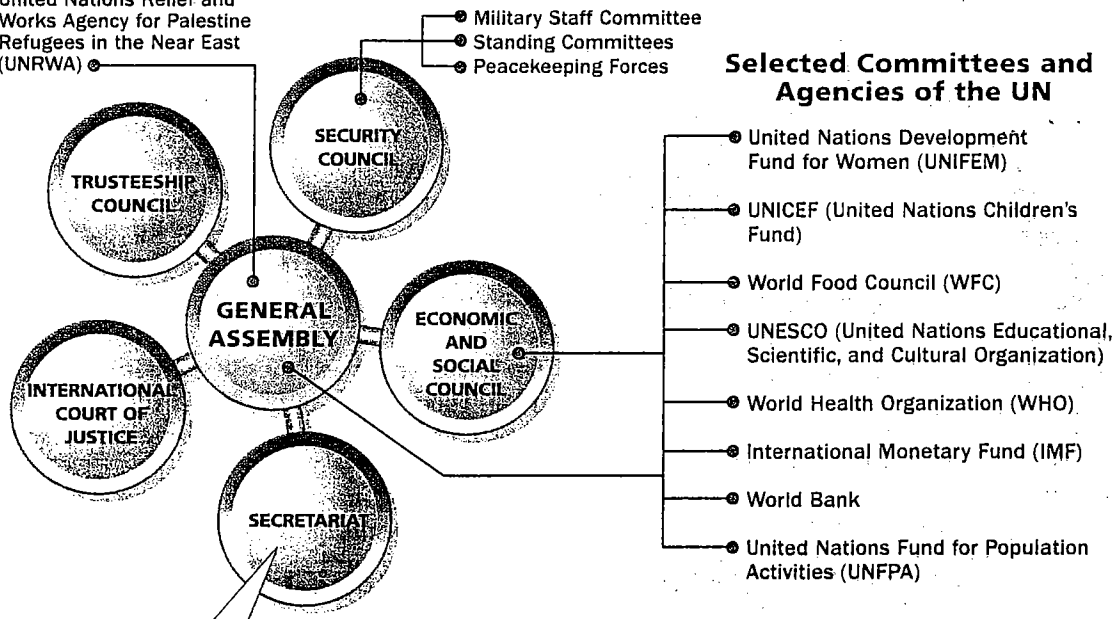 United Nations Relief and
Works Agency for Palestine
Refugees in the Near East
(UNRWA)
Military Staff Committee
Standing Committees
Peacekeeping Forces
Selected Committees and
Agencies of the UN
SECURITY
COUNCIL
TRUSTEESHIP
COUNCIL
GENERAL
ASSEMBLY
ECONOMIC
AND
SOCIAL
COUNCIL
INTERNATIONAL
COURT OF
JUSTICE
SECRETARIAT
United Nations Development
Fund for Women (UNIFEM)
UNICEF (United Nations Children's
Fund)
World Food Council (WFC)
UNESCO (United Nations Educational,
Scientific, and Cultural Organization)
World Health Organization (WHO)
International Monetary Fund (IMF)
World Bank
United Nations Fund for Population
Activities (UNFPA)